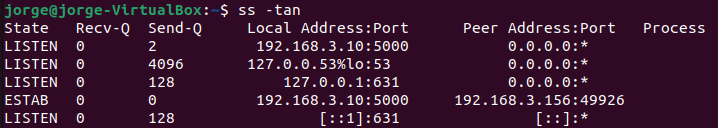 jorge@jorge-VirtualBox:~$ ss -tan
State Recv-Q Send-Q Local Address:Port Peer Address:Port Process
LISTEN 0 2 192.168.3.10:5000 0.0.0.0:*
LISTEN 0 4096 127.0.0.53%lo:53 0.0.0.0:*
LISTEN 0 128 127.0.0.1:631 0.0.0.0:*
ESTAB 0 0 192.168.3.10:5000 192.168.3.156:49926
LISTEN 0 128 [::1]:631 [::]:*